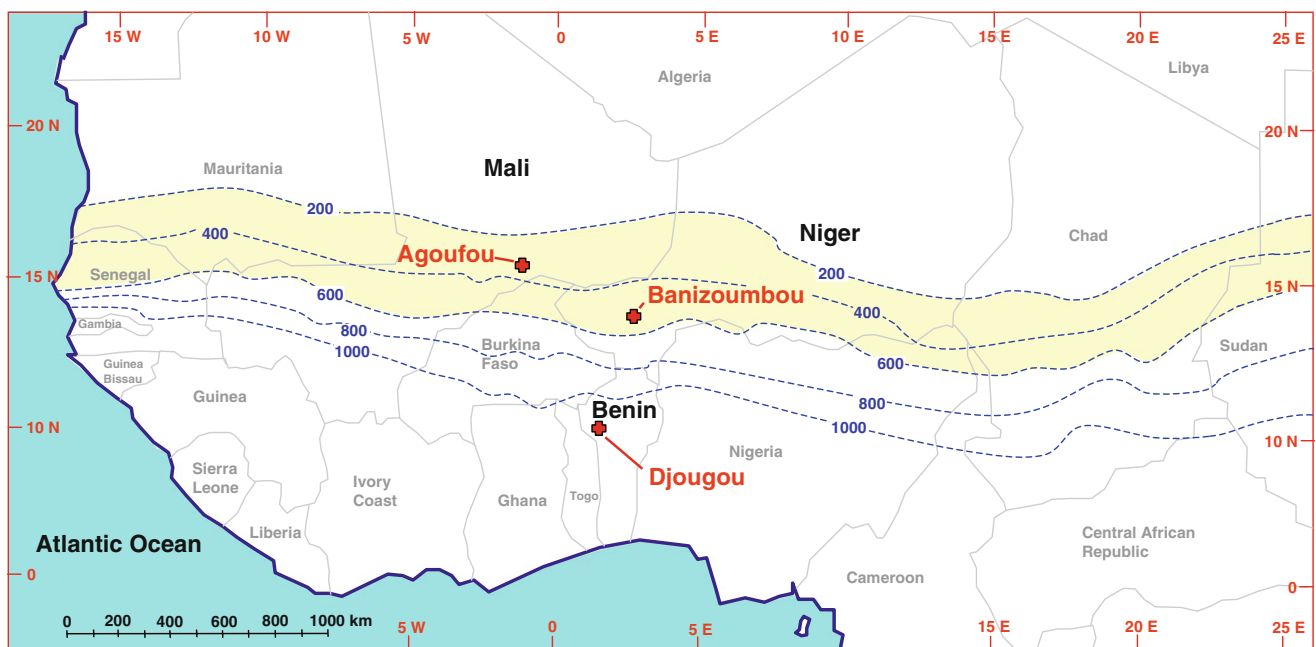 15 W 10 W 5 W 0 5 E 10 E 15 E 20 E 25 E
Algeria
Libya
20 N
20 N
Mauritania
Mali
200
400
Niger
Chad
Agoufou
15 N
Senegal
200
15 N
600
Banizoumbou
400
Gambia
800
Burkina
Faso
Sudan
1000
600
Guinea
Bissau
Guinea
Benin
800
10 N
1000
10 N
Nigeria
Sierra
Leone
Djougou
Ivory
Coast
Ghana
Togo
Liberia
Central African
Republic
Atlantic Ocean
0
Cameroon
0
0 200 400 600 800 1000 km
5 W 0 5 E 15 E 20 E 25 E